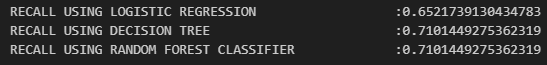 RECALL USING LOGISTIC REGRESSION :0.6521739130434783
RECALL USING DECISION TREE :0.7101449275362319
RECALL USING RANDOM FOREST CLASSIFIER :0.7101449275362319